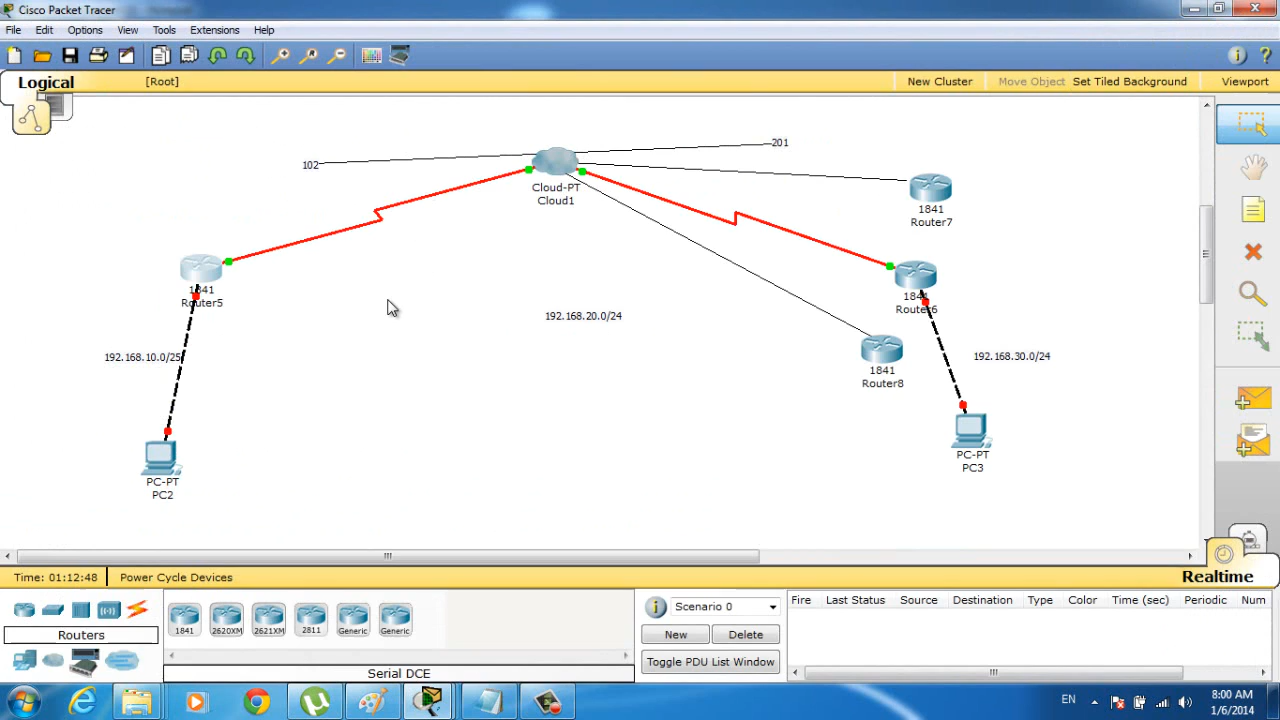 Cisco Packet Tracer
File Edit Options View Tools Extensions Help
Logical
[Root]
New Cluster
Move Object
Set Tiled Background
Viewport
102
201
Cloud-PT
Cloud1
1841
Router7
1841
Router5
1841
Router6
192.168.20.0/24
192.168.10.0/25
192.168.30.0/24
1841
Router8
PC-PT
PC2
PC-PT
PC3
Time: 01:12:48
Power Cycle Devices
Realtime
Routers
1841
2620XM
2621XM
2811
Generic
Generic
Serial DCE
Scenario 0
New
Delete
Toggle PDU List Window
Fire Last Status Source Destination Type Color Time (sec) Periodic Num
EN
8:00 AM
1/6/2014